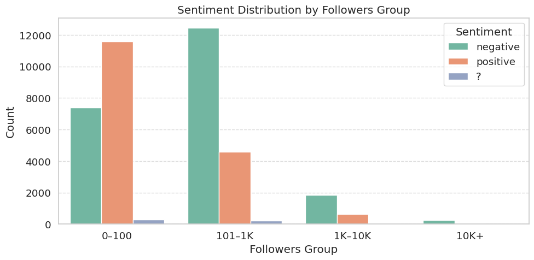 Sentiment Distribution by Followers Group
Sentiment
negative
positive
?
Count
12000
10000
8000
6000
4000
2000
0
0–100
101–1K
1K–10K
10K+
Followers Group